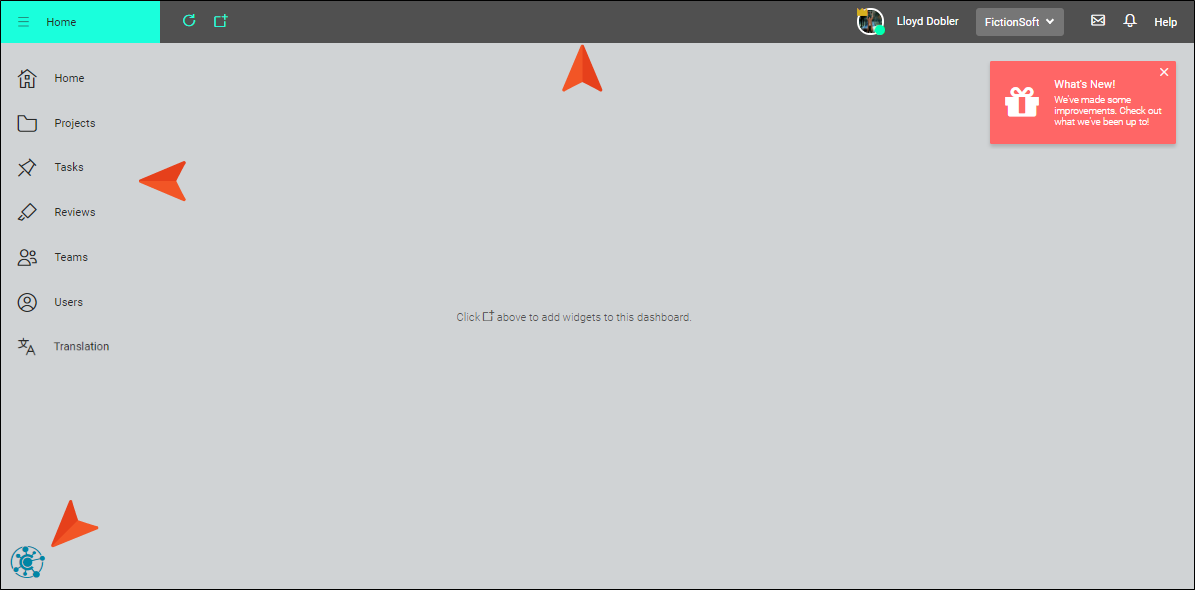 Home
Lloyd Dobler
FictionSoft
Help
Home
Projects
Tasks
Reviews
Teams
Users
Translation
What's New!
We've made some
improvements. Check out
what we've been up to!
Click above to add widgets to this dashboard.